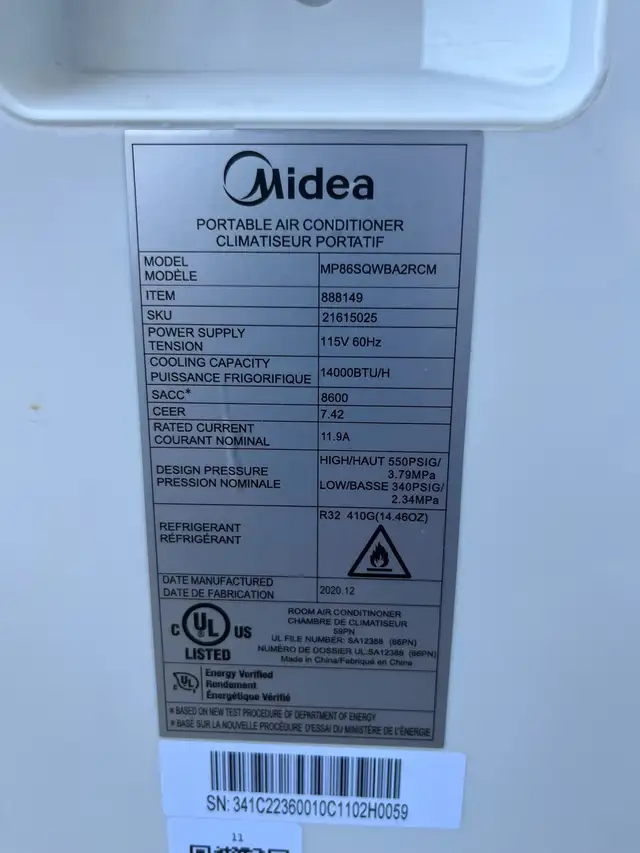 Midea
PORTABLE AIR CONDITIONER
CLIMATISEUR PORTATIF
MODEL
MODÈLE
MP86SQWBA2RCM
ITEM
888149
SKU
21615025
POWER SUPPLY
TENSION
115V 60Hz
COOLING CAPACITY
PUISSANCE FRIGORIFIQUE
14000BTU/H
SACC*
8600
CEER
7.42
RATED CURRENT
COURANT NOMINAL
11.9A
DESIGN PRESSURE
PRESSION NOMINALE
HIGH/HAUT 550PSIG/
3.79MPa
LOW/BASSE 340PSIG/
2.34MPa
REFRIGERANT
RÉFRIGÉRANT
R32 410G(14.46OZ)
DATE MANUFACTURED
DATE DE FABRICATION
2020.12
C UL US
LISTED
ROOM AIR CONDITINONER
CHAMBRE DE CLIMATISEUR
59PN
UL FILE NUMBER: SA12388 (66PN)
NUMÉRO DE DOSSIER UL:SA12388 (66PN)
Made in China/Fabriqué en Chine
UL
Energy Verified
Rendement
Énergétique Vérifié
* BASED ON NEW TEST PROCEDURE OF DEPARTMENT OF ENERGY
* BASÉ SUR LA NOUVELLE PROCÉDURE D'ESSAI DU MINISTÈRE DE L'ÉNERGIE
SN: 341C22360010C1102H0059
11